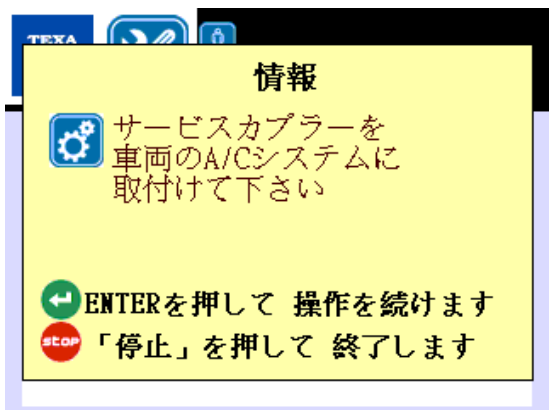 TEXA
情報
サービスカプラーを
車両のA/Cシステムに
取付けて下さい
ENTERを押して 操作を続けます
STOP 「停止」を押して 終了します